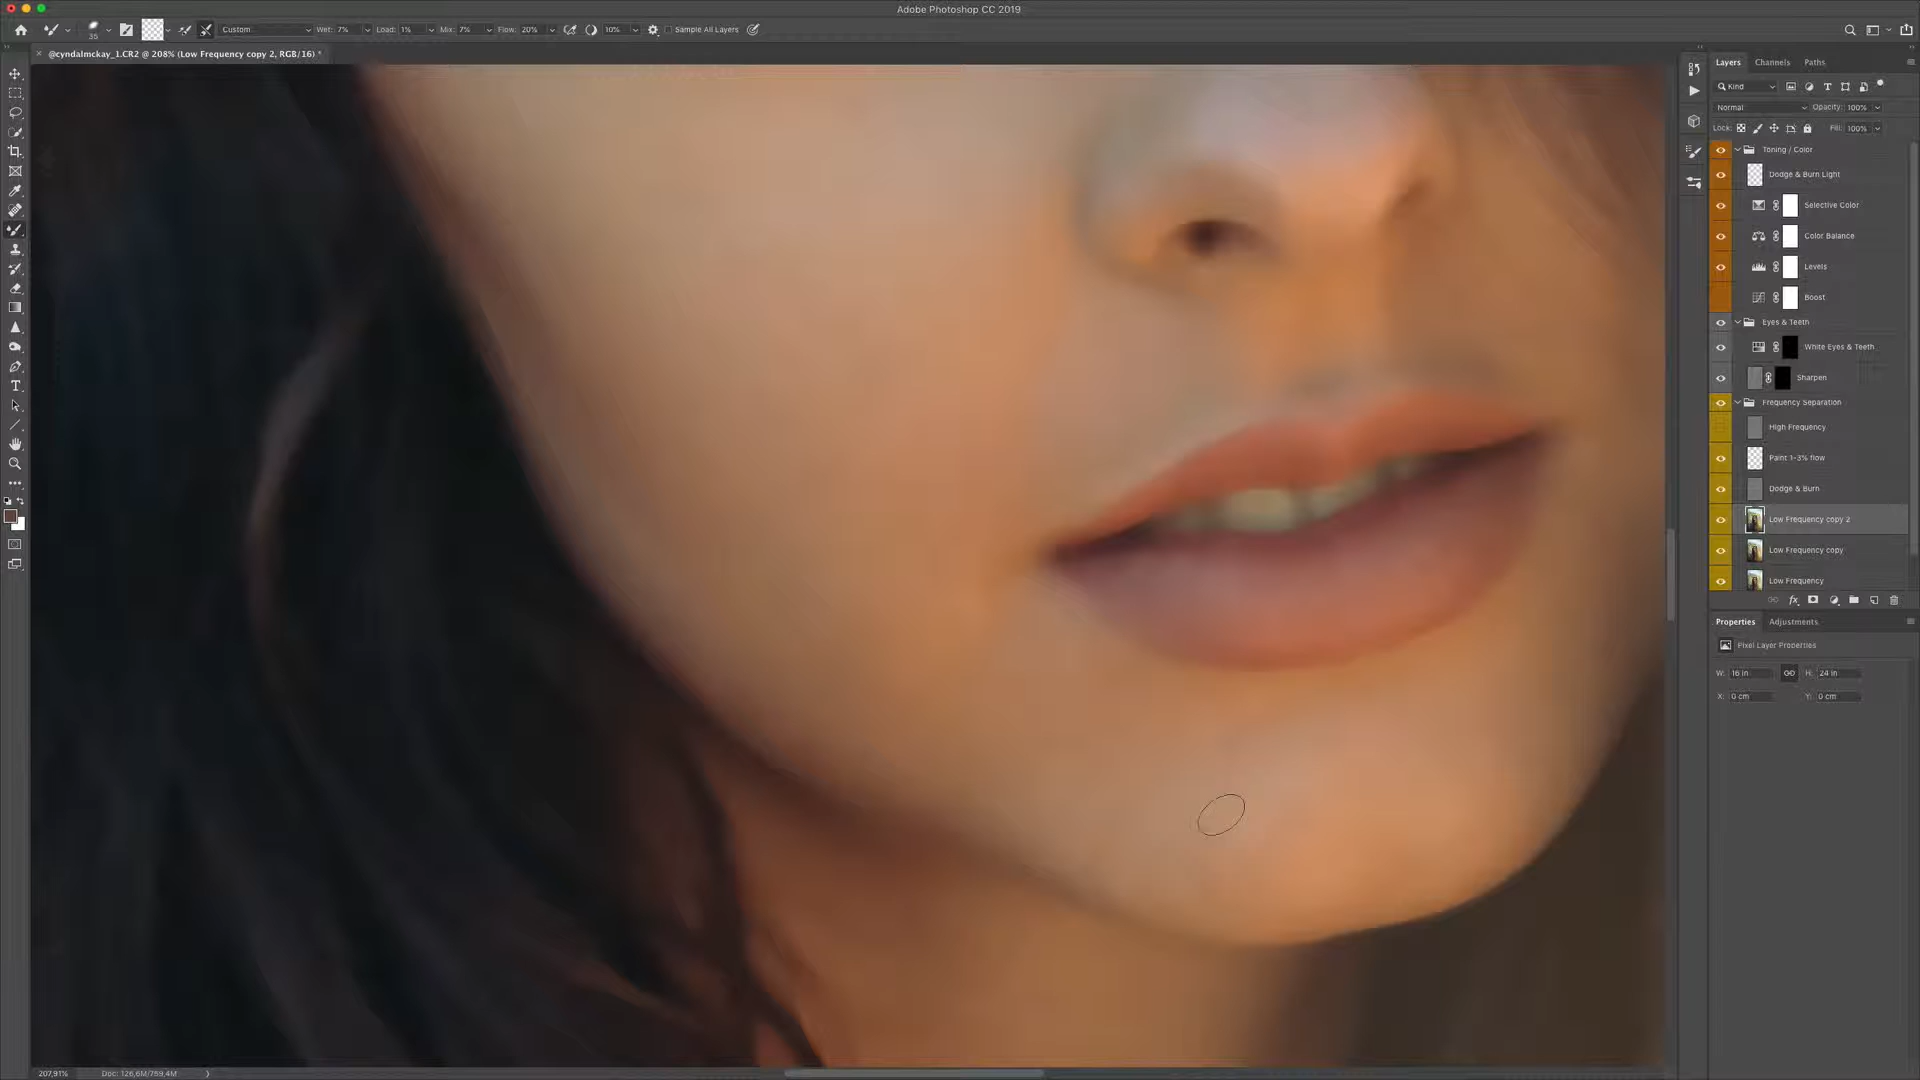 Adobe Photoshop CC 2019
35
Custom
Wet: 7%
Load: 1%
Mix: 7%
Flow: 20%
10%
Sample All Layers
× @cyndalmckay_1.CR2 @ 208% (Low Frequency copy 2, RGB/16) *
Layers Channels Paths
Kind
Normal
Opacity: 100%
Lock:
Fill: 100%
Toning / Color
Dodge & Burn Light
Selective Color
Color Balance
Levels
Boost
Eyes & Teeth
White Eyes & Teeth
Sharpen
Frequency Separation
High Frequency
Paint 1-3% flow
Dodge & Burn
Low Frequency copy 2
Low Frequency copy
Low Frequency
fx
Properties Adjustments
Pixel Layer Properties
W: 16 in
H: 24 in
X: 0 cm
Y: 0 cm
207,91%
Doc: 126,6M/759,4M